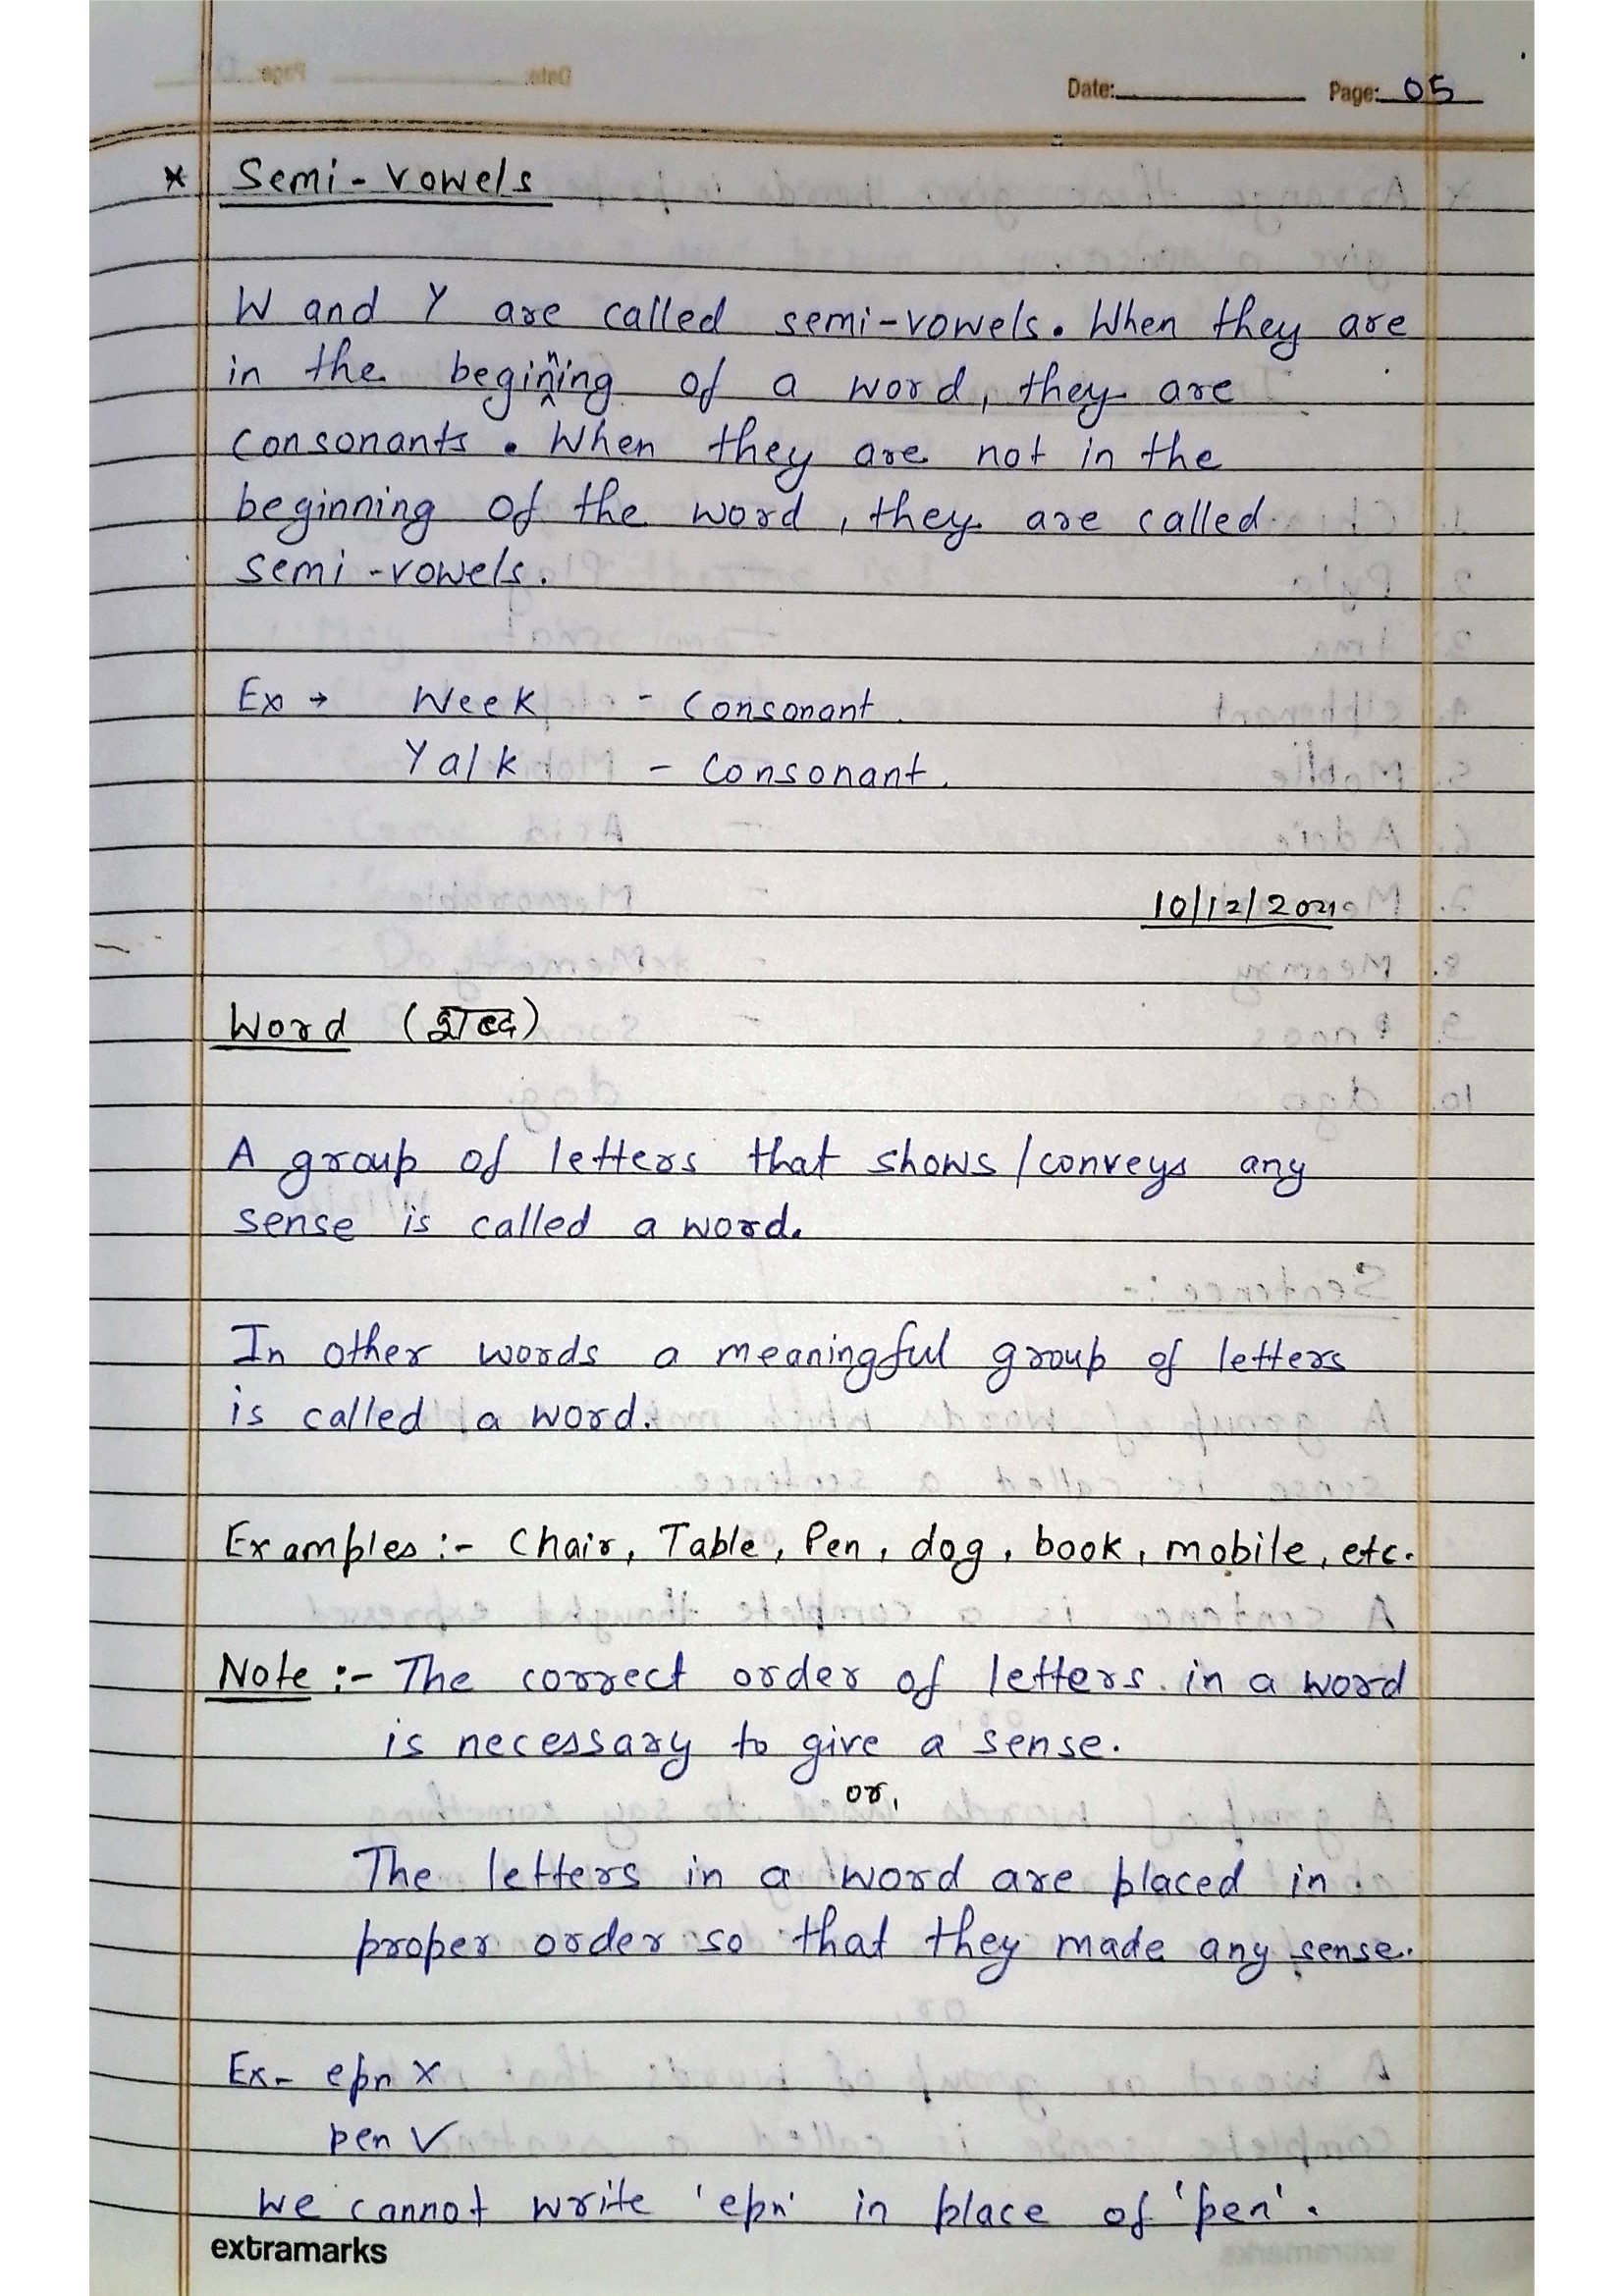 Date: Page: 05
* Semi-vowels
W and Y are called semi-vowels. When they are
in the beginning of a word, they are
consonants. When they are not in the
beginning of the word, they are called
semi-vowels.
Ex → Week - Consonant
Yalk - Consonant.
10/12/2021
Word (शब्द)
A group of letters that shows/conveys any
sense is called a word.
In other words a meaningful group of letters
is called a word.
Examples:- Chair, Table, Pen, dog, book, mobile, etc.
Note:- The correct order of letters in a word
is necessary to give a sense.
or,
The letters in a word are placed in
proper order so that they made any sense.
Ex- epn ×
pen ✓
We cannot write 'epn' in place of 'pen'.
extramarks